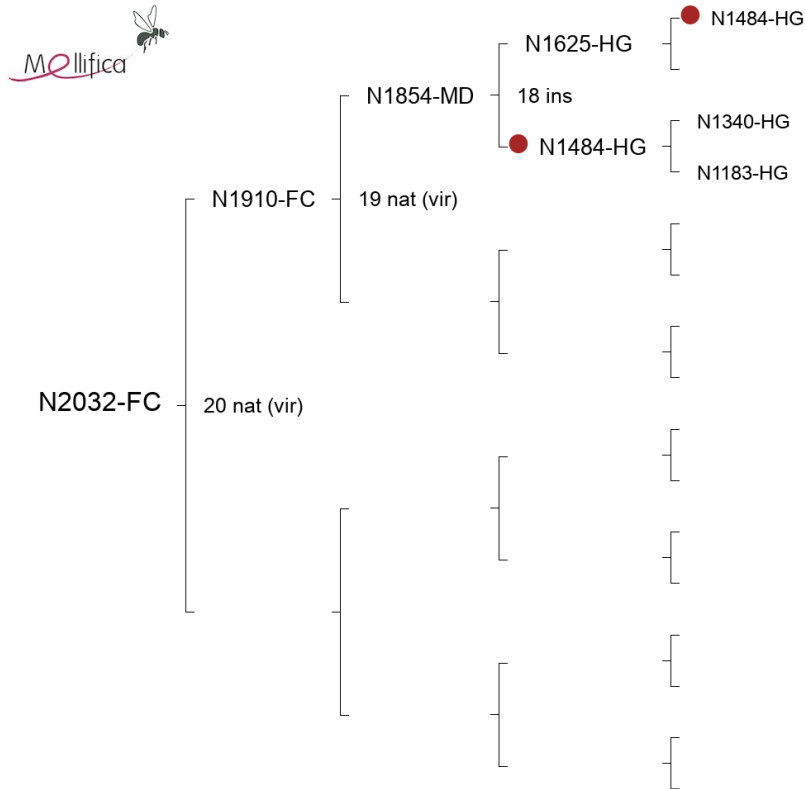 Mellifica
N1484-HG
N1625-HG
N1854-MD
18 ins
N1340-HG
N1484-HG
N1183-HG
N1910-FC
19 nat (vir)
N2032-FC
20 nat (vir)